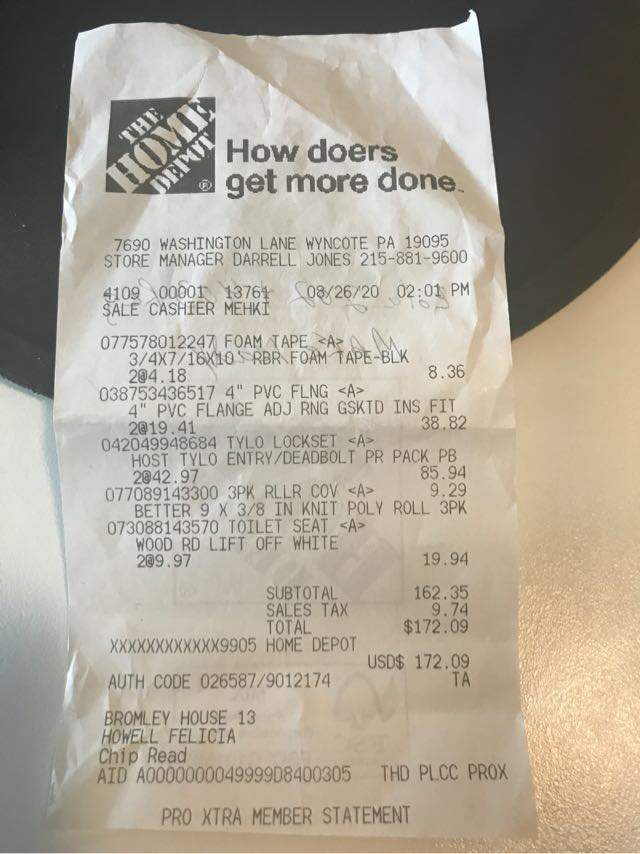 THE
HOME
DEPOT
®
How doers
get more done™
7690 WASHINGTON LANE WYNCOTE PA 19095
STORE MANAGER DARRELL JONES 215-881-9600
4109 00001 13761 08/26/20 02:01 PM
SALE CASHIER MEHKI
077578012247 FOAM TAPE <A>
3/4X7/16X10' RBR FOAM TAPE-BLK
2@4.18 8.36
038753436517 4" PVC FLNG <A>
4" PVC FLANGE ADJ RNG GSKTD INS FIT
2@19.41 38.82
042049948684 TYLO LOCKSET <A>
HOST TYLO ENTRY/DEADBOLT PR PACK PB
2@42.97 85.94
077089143300 3PK RLLR COV <A> 9.29
BETTER 9 X 3/8 IN KNIT POLY ROLL 3PK
073088143570 TOILET SEAT <A>
WOOD RD LIFT OFF WHITE
2@9.97 19.94
SUBTOTAL 162.35
SALES TAX 9.74
TOTAL $172.09
XXXXXXXXXXXX9905 HOME DEPOT
USD$ 172.09
AUTH CODE 026587/9012174 TA
BROMLEY HOUSE 13
HOWELL FELICIA
Chip Read
AID A0000000049999D8400305 THD PLCC PROX
PRO XTRA MEMBER STATEMENT